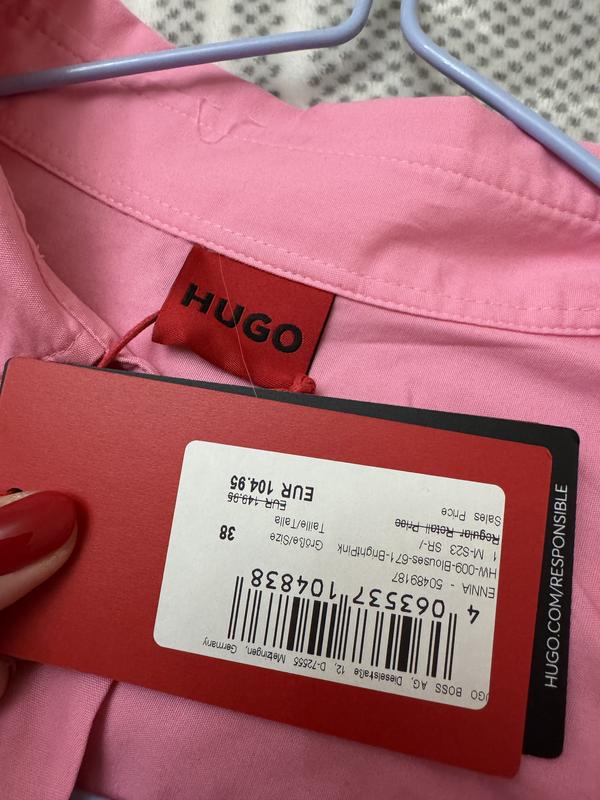 HUGO
HUGO BOSS AG, Dieselstraße 12, D-72555 Metzingen, Germany
4 063537 104838
ENNIA - 50489187
HW-009-Blouses-671-BrightPink
1 M-S23 SR-/
Größe/Size
Taille/Talla
38
Regular Retail Price EUR 149.95
Sales Price EUR 104.95
HUGO.COM/RESPONSIBLE